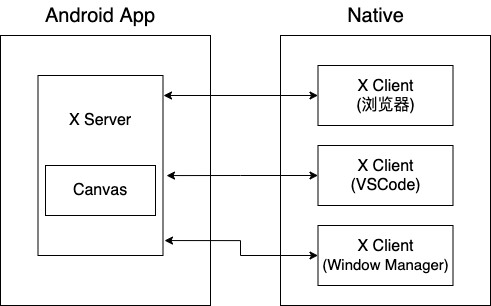 Android App
Native
X Server
Canvas
X Client
(浏览器)
X Client
(VSCode)
X Client
(Window Manager)